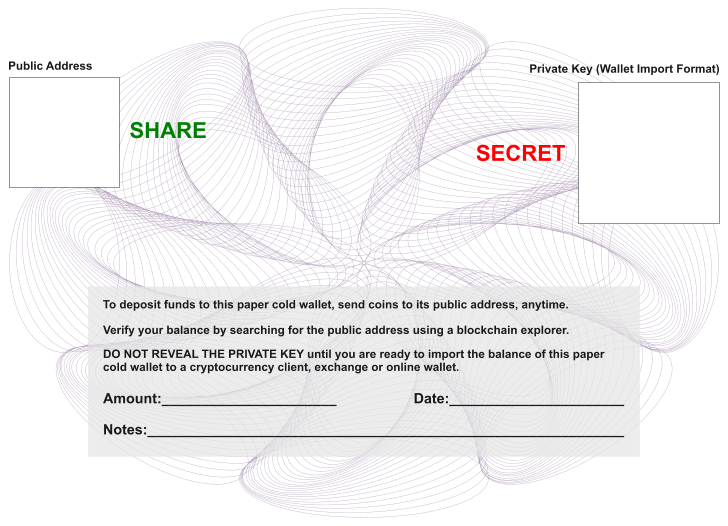 Public Address
Private Key (Wallet Import Format)
SHARE
SECRET
To deposit funds to this paper cold wallet, send coins to its public address, anytime.
Verify your balance by searching for the public address using a blockchain explorer.
DO NOT REVEAL THE PRIVATE KEY until you are ready to import the balance of this paper
cold wallet to a cryptocurrency client, exchange or online wallet.
Amount:______________________ Date:______________________
Notes:____________________________________________________________